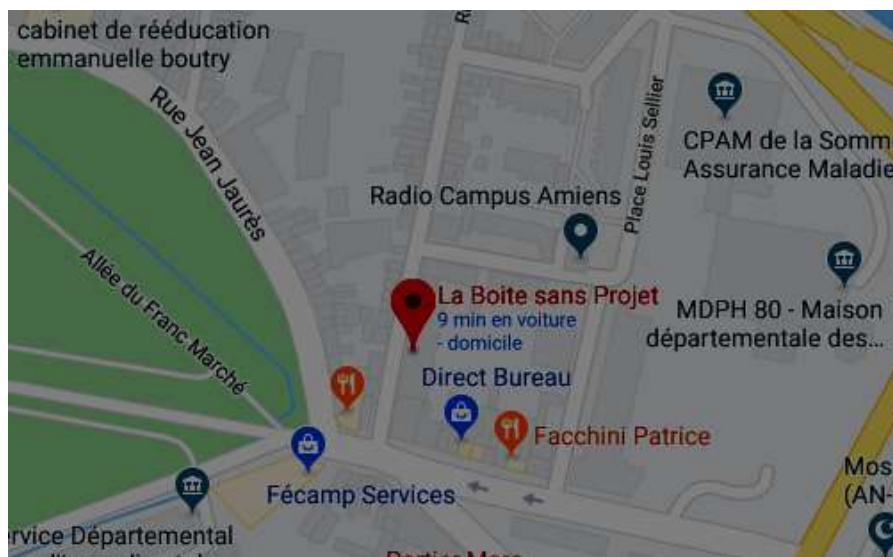 cabinet de rééducation
emmanuelle boutry
Rue Jean Jaurès
Place Louis Sellier
CPAM de la Somm
Assurance Maladie
Radio Campus Amiens
Allée du Franc Marché
La Boite sans Projet
9 min en voiture
- domicile
MDPH 80 - Maison
départementale des...
Direct Bureau
Facchini Patrice
Fécamp Services
Mos
(AN-
ervice Départemental